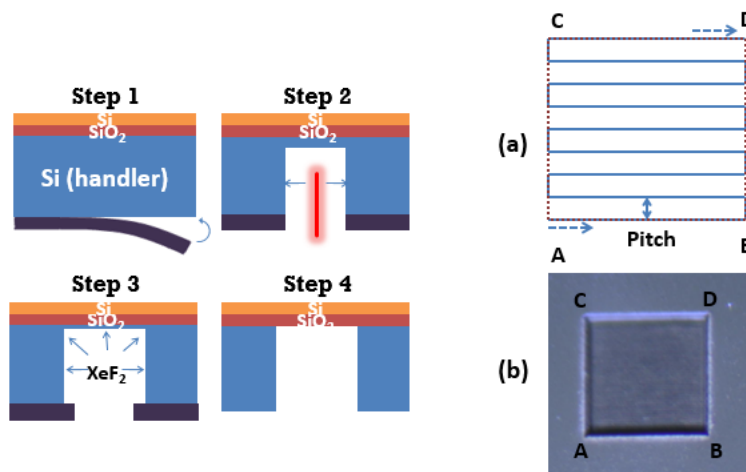 Step 1
Si
SiO2
Si (handler)
Step 2
Si
SiO2
Step 3
Si
SiO2
XeF2
Step 4
Si
SiO2
C
D
(a)
A
Pitch
B
(b)
C
D
A
B